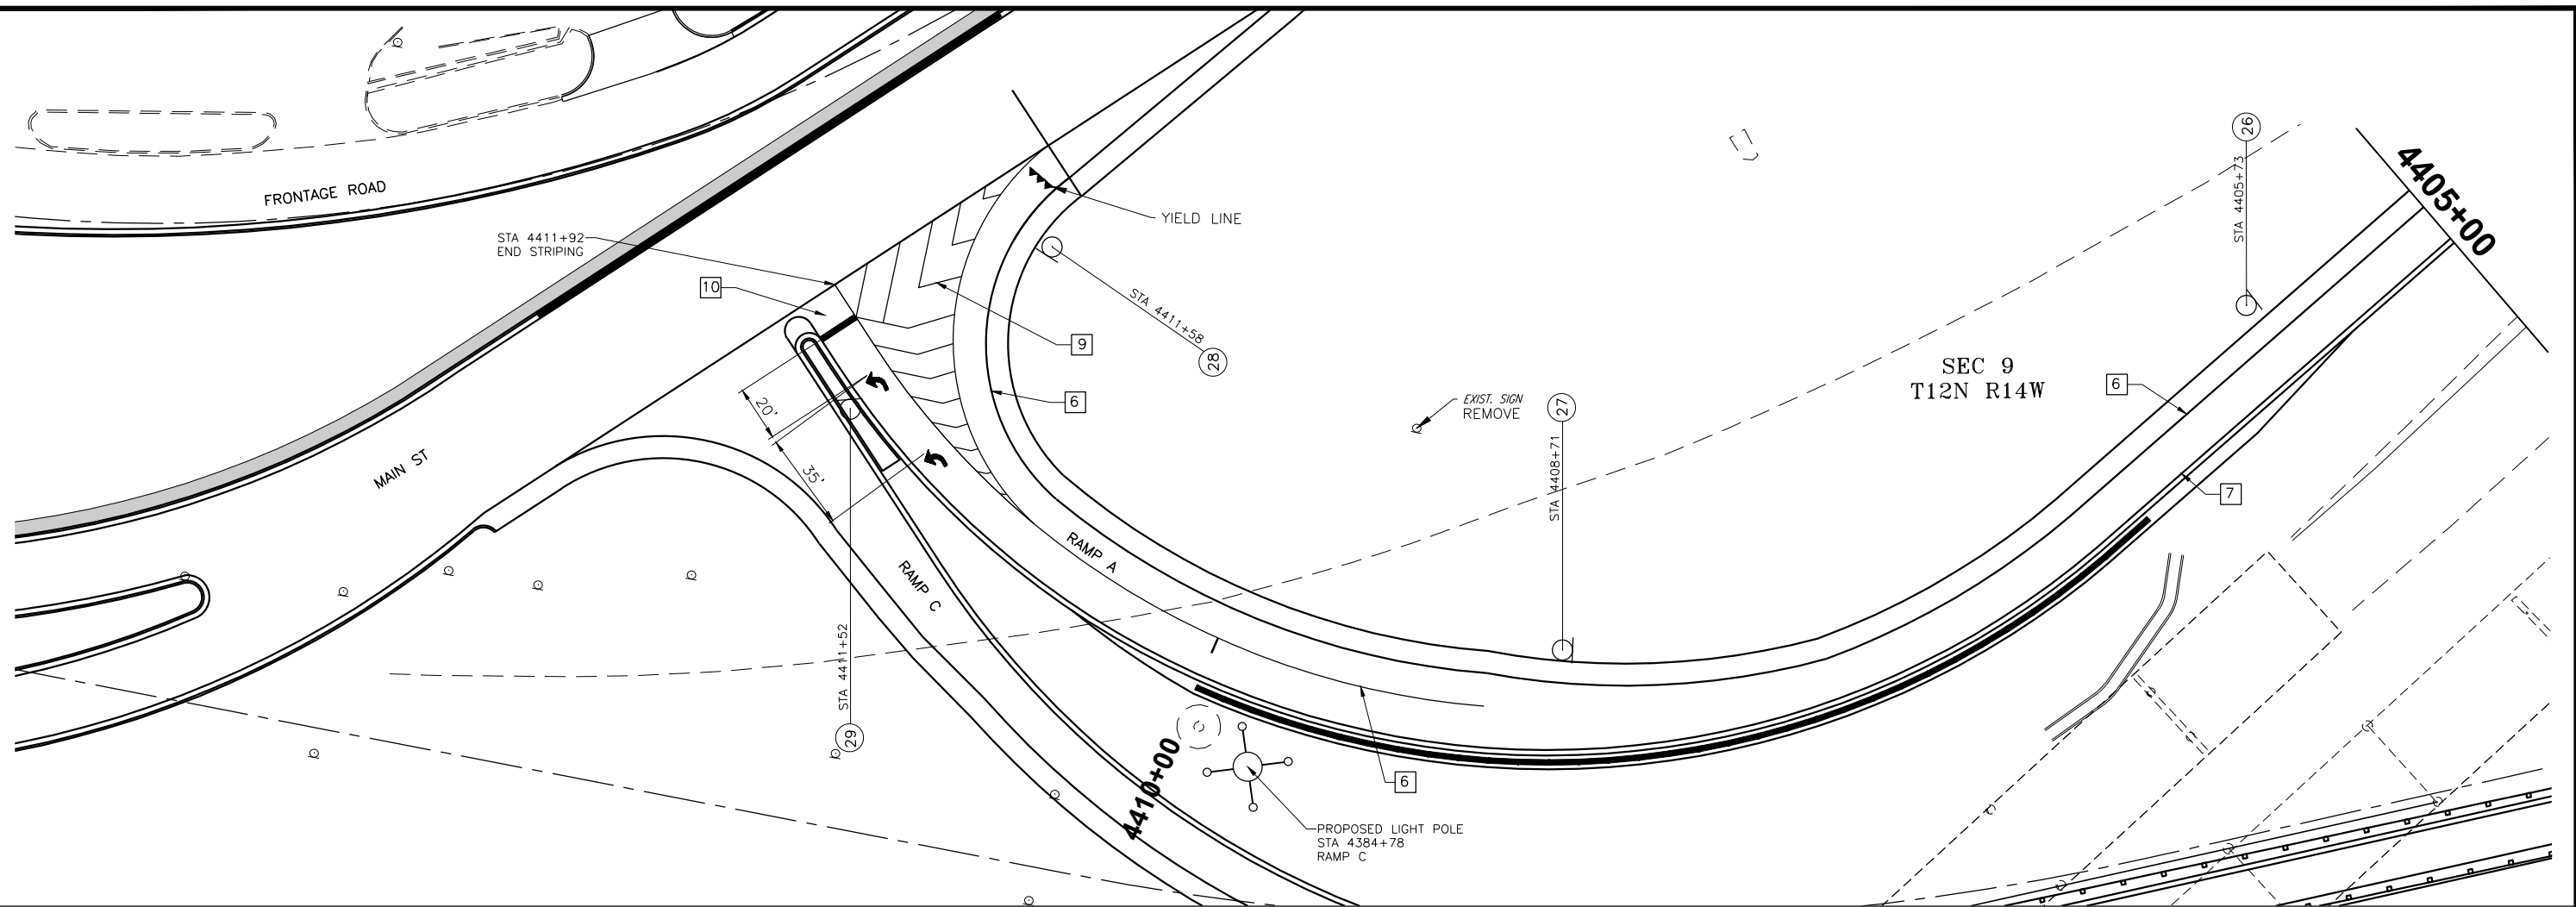 FRONTAGE ROAD
STA 4411+92
END STRIPING
10
YIELD LINE
9
STA 4411+58
28
6
20'
35'
MAIN ST
STA 4411+52
29
RAMP C
RAMP A
4410+00
PROPOSED LIGHT POLE
STA 4384+78
RAMP C
6
EXIST. SIGN
REMOVE
27
STA 4408+71
SEC 9
T12N R14W
6
7
26
STA 4405+73
4405+00